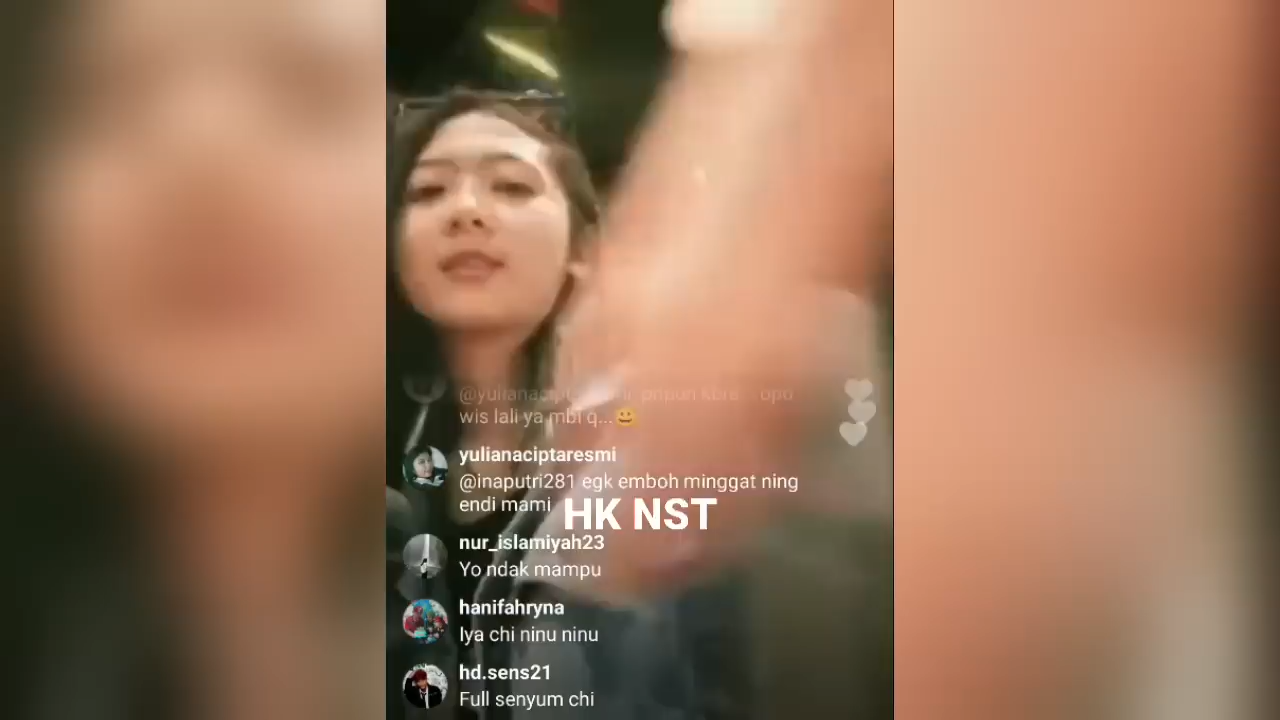 wis lali ya mbi q...😀
yulianaciptaresmi
@inaputri281 egk emboh minggat ning
endi mami
HK NST
nur_islamiyah23
Yo ndak mampu
hanifahryna
Iya chi ninu ninu
hd.sens21
Full senyum chi